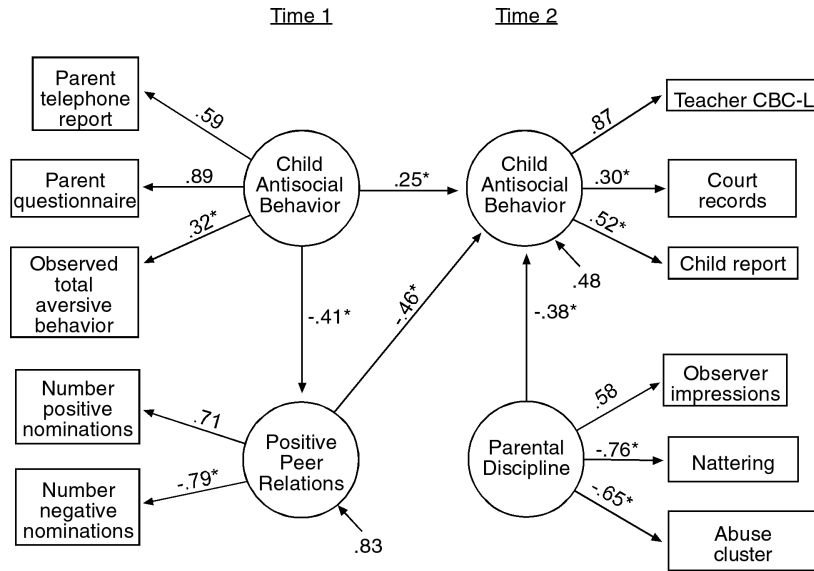 Time 1
Time 2
Parent
telephone
report
.59
Parent
questionnaire
.89
Observed
total
aversive
behavior
.32*
Child
Antisocial
Behavior
.25*
Child
Antisocial
Behavior
.87
Teacher CBC-L
.30*
Court
records
.52*
Child report
.48
-.41*
-.46*
-.38*
Number
positive
nominations
.71
Number
negative
nominations
-.79*
Positive
Peer
Relations
.83
Parental
Discipline
.58
Observer
impressions
-.76*
Nattering
-.65*
Abuse
cluster